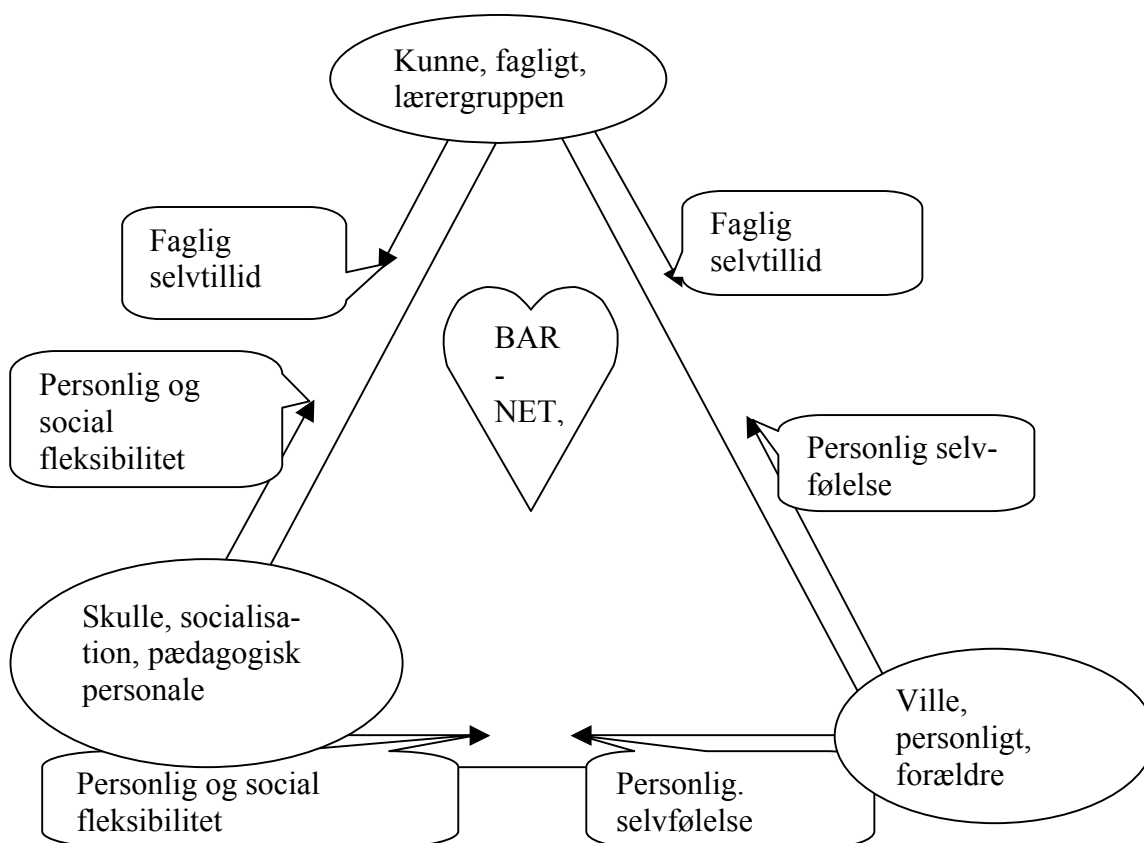 Kunne, fagligt,
lærergruppen
Faglig
selvtillid
Faglig
selvtillid
BAR
-
NET,
Personlig og
social
fleksibilitet
Personlig selv-
følelse
Skulle, socialisa-
tion, pædagogisk
personale
Ville,
personligt,
forældre
Personlig og social
fleksibilitet
Personlig.
selvfølelse